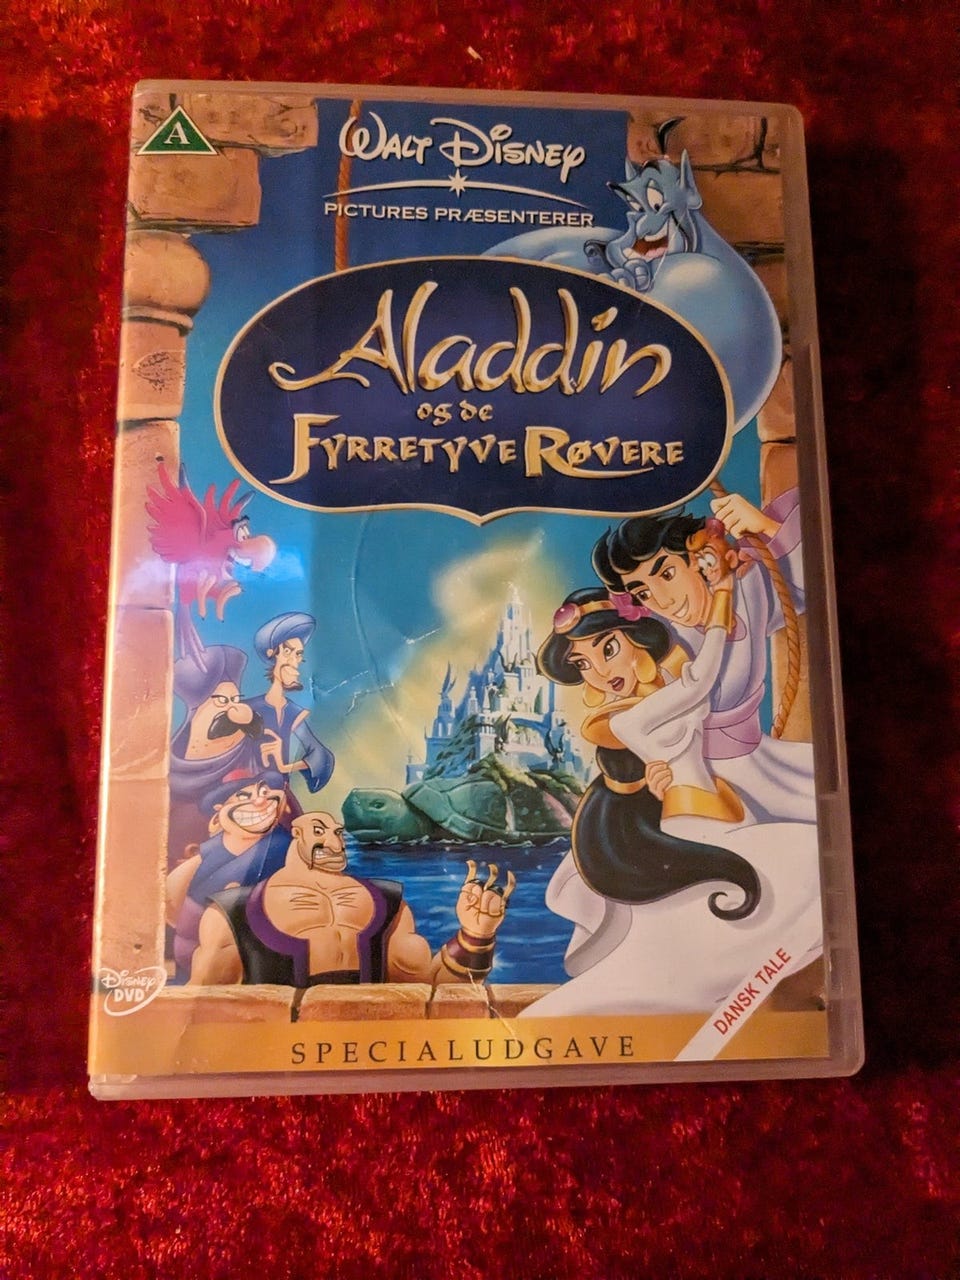 A
WALT DISNEY
PICTURES PRÆSENTERER
Aladdin
og de
FYRRETYVE RØVERE
DANSK TALE
Disney
DVD
SPECIALUDGAVE